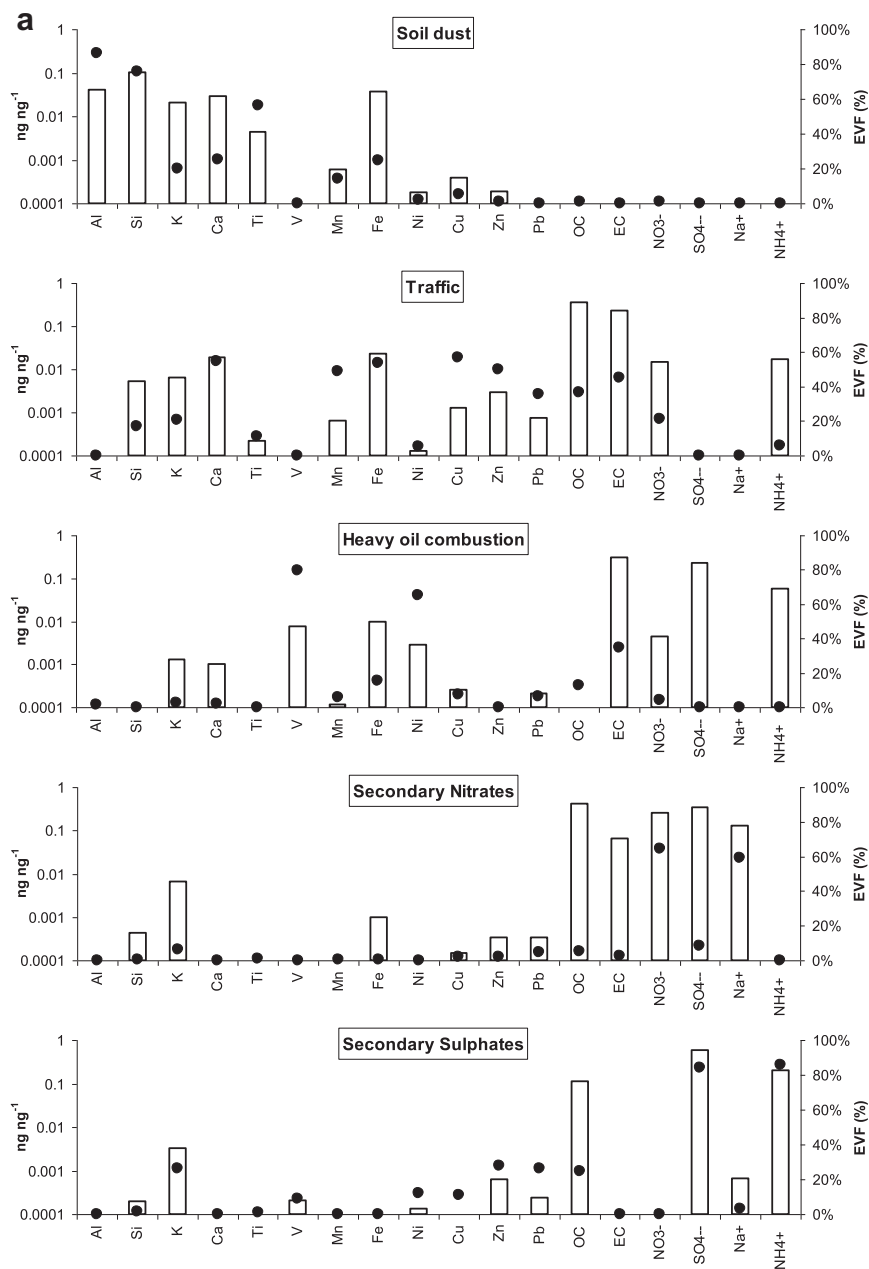 a
Soil dust
1 0.1 0.01 0.001 0.0001
ng ng-1
100% 80% 60% 40% 20% 0%
EVF (%)
Al Si K Ca Ti V Mn Fe Ni Cu Zn Pb OC EC NO3- SO4-- Na+ NH4+
Traffic
1 0.1 0.01 0.001 0.0001
ng ng-1
100% 80% 60% 40% 20% 0%
EVF (%)
Al Si K Ca Ti V Mn Fe Ni Cu Zn Pb OC EC NO3- SO4-- Na+ NH4+
Heavy oil combustion
1 0.1 0.01 0.001 0.0001
ng ng-1
100% 80% 60% 40% 20% 0%
EVF (%)
Al Si K Ca Ti V Mn Fe Ni Cu Zn Pb OC EC NO3- SO4-- Na+ NH4+
Secondary Nitrates
1 0.1 0.01 0.001 0.0001
ng ng-1
100% 80% 60% 40% 20% 0%
EVF (%)
Al Si K Ca Ti V Mn Fe Ni Cu Zn Pb OC EC NO3- SO4-- Na+ NH4+
Secondary Sulphates
1 0.1 0.01 0.001 0.0001
ng ng-1
100% 80% 60% 40% 20% 0%
EVF (%)
Al Si K Ca Ti V Mn Fe Ni Cu Zn Pb OC EC NO3- SO4-- Na+ NH4+